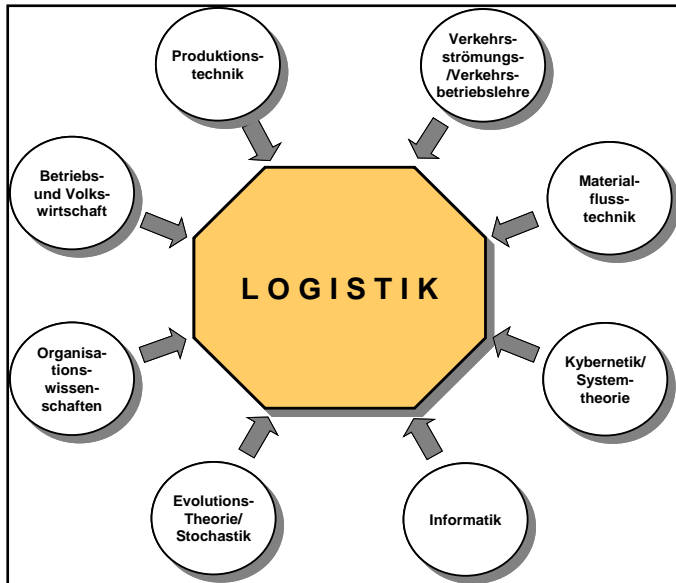 Produktions-
technik
Verkehrs-
strömungs-
/Verkehrs-
betriebslehre
Betriebs-
und Volks-
wirtschaft
Material-
fluss-
technik
LOGISTIK
Organisa-
tions-
wissen-
schaften
Kybernetik/
System-
theorie
Evolutions-
Theorie/
Stochastik
Informatik